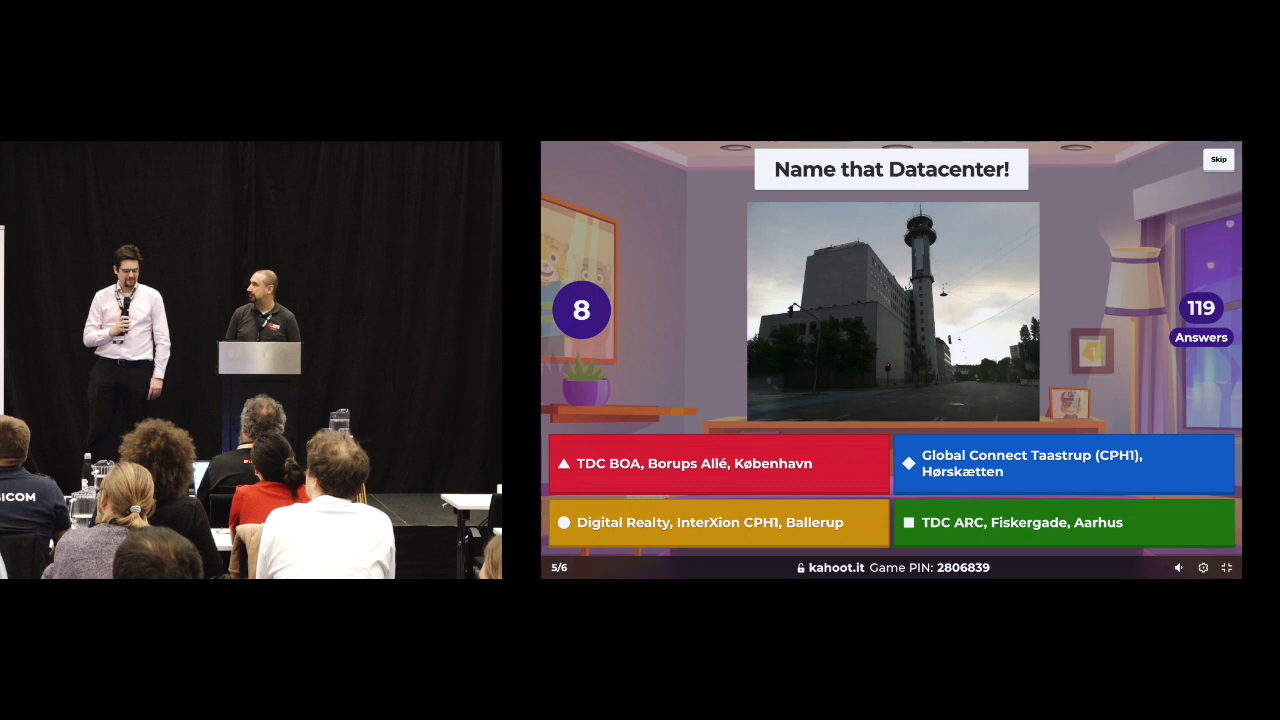 Name that Datacenter!
Skip
8
119
Answers
TDC BOA, Borups Allé, København
Global Connect Taastrup (CPH1),
Hørskætten
Digital Realty, InterXion CPH1, Ballerup
TDC ARC, Fiskergade, Aarhus
5/6
kahoot.it Game PIN: 2806839